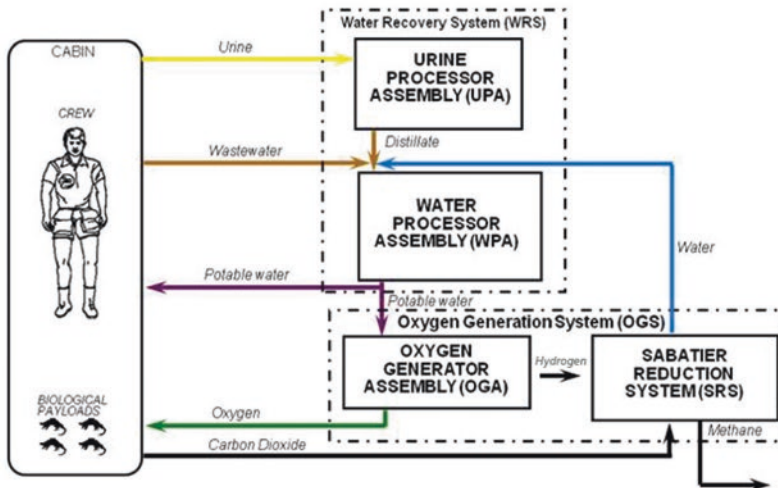 Water Recovery System (WRS)
CABIN
Urine
URINE
PROCESSOR
ASSEMBLY (UPA)
CREW
Distillate
Wastewater
WATER
PROCESSOR
ASSEMBLY (WPA)
Water
Potable water
Potable water
Oxygen Generation System (OGS)
OXYGEN
GENERATOR
ASSEMBLY (OGA)
Hydrogen
SABATIER
REDUCTION
SYSTEM (SRS)
BIOLOGICAL
PAYLOADS
Oxygen
Carbon Dioxide
Methane